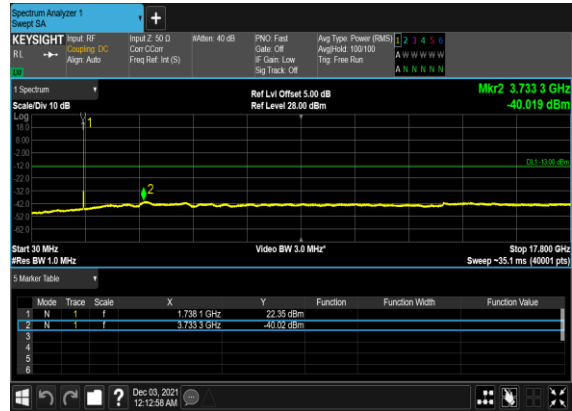 Spectrum Analyzer 1
Swept SA
+
KEYSIGHT
RL
Input: RF
Coupling: DC
Align: Auto
Input Z: 50 Ω
Corr CCorr
Freq Ref: Int (S)
#Atten: 40 dB
PNO: Fast
Gate: Off
IF Gain: Low
Sig Track: Off
Avg Type: Power (RMS)
Avg|Hold: 100/100
Trig: Free Run
1 2 3 4 5 6
A W W W W W
A N N N N N
1 Spectrum
Scale/Div 10 dB
Ref Lvl Offset 5.00 dB
Ref Level 28.00 dBm
Mkr2 3.733 3 GHz
-40.019 dBm
Log
18.0
8.00
-2.00
-12.0
-22.0
-32.0
-42.0
-52.0
-62.0
1
2
DL1 -13.00 dBm
Start 30 MHz
#Res BW 1.0 MHz
Video BW 3.0 MHz*
Stop 17.800 GHz
Sweep ~35.1 ms (40001 pts)
5 Marker Table
Mode Trace Scale X Y Function Function Width Function Value
1 N 1 f 1.738 1 GHz 22.35 dBm
2 N 1 f 3.733 3 GHz -40.02 dBm
3
4
5
6
?
Dec 03, 2021
12:12:58 AM